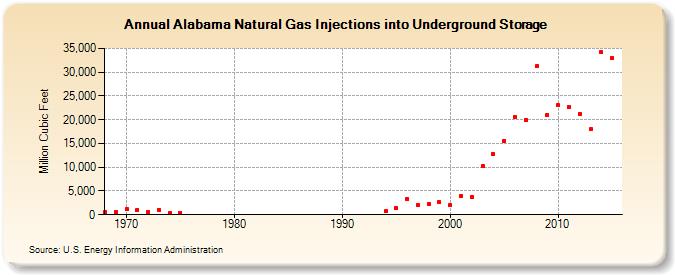 Annual Alabama Natural Gas Injections into Underground Storage
Million Cubic Feet
35,000
30,000
25,000
20,000
15,000
10,000
5,000
0
1970 1980 1990 2000 2010
Source: U.S. Energy Information Administration